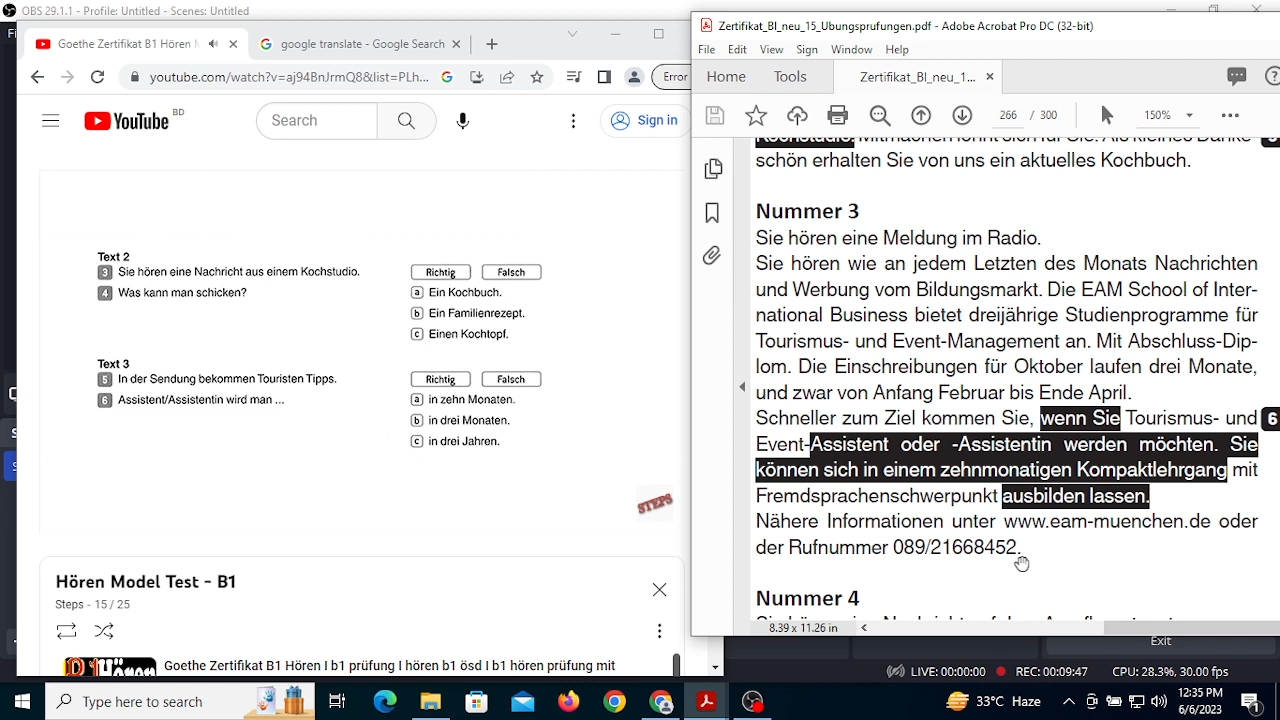 OBS 29.1.1 - Profile: Untitled - Scenes: Untitled
Goethe Zertifikat B1 Hören
google translate - Google Search
youtube.com/watch?v=aj94BnJrmQ8&list=PLh...
Error
YouTube BD
Search
Sign in
Text 2
3 Sie hören eine Nachricht aus einem Kochstudio. Richtig Falsch
4 Was kann man schicken? a Ein Kochbuch.
b Ein Familienrezept.
c Einen Kochtopf.
Text 3
5 In der Sendung bekommen Touristen Tipps. Richtig Falsch
6 Assistent/Assistentin wird man ... a in zehn Monaten.
b in drei Monaten.
c in drei Jahren.
STEPS
Hören Model Test - B1
Steps - 15 / 25
Goethe Zertifikat B1 Hören I b1 prüfung I hören b1 ösd I b1 hören prüfung mit
Zertifikat_BI_neu_15_Ubungsprufungen.pdf - Adobe Acrobat Pro DC (32-bit)
File Edit View Sign Window Help
Home Tools Zertifikat_BI_neu_1...
266 / 300 150%
schön erhalten Sie von uns ein aktuelles Kochbuch.
Nummer 3
Sie hören eine Meldung im Radio.
Sie hören wie an jedem Letzten des Monats Nachrichten
und Werbung vom Bildungsmarkt. Die EAM School of Inter-
national Business bietet dreijährige Studienprogramme für
Tourismus- und Event-Management an. Mit Abschluss-Dip-
lom. Die Einschreibungen für Oktober laufen drei Monate,
und zwar von Anfang Februar bis Ende April.
Schneller zum Ziel kommen Sie, wenn Sie Tourismus- und 6
Event-Assistent oder -Assistentin werden möchten. Sie
können sich in einem zehnmonatigen Kompaktlehrgang mit
Fremdsprachenschwerpunkt ausbilden lassen.
Nähere Informationen unter www.eam-muenchen.de oder
der Rufnummer 089/21668452.
Nummer 4
8.39 x 11.26 in
Exit
LIVE: 00:00:00 REC: 00:09:47 CPU: 28.3%, 30.00 fps
Type here to search
33°C Haze
12:35 PM
6/6/2023
1